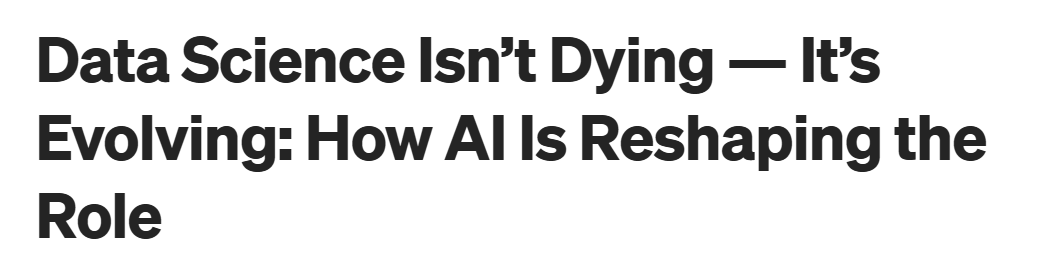 Data Science Isn’t Dying — It’s
Evolving: How AI Is Reshaping the
Role